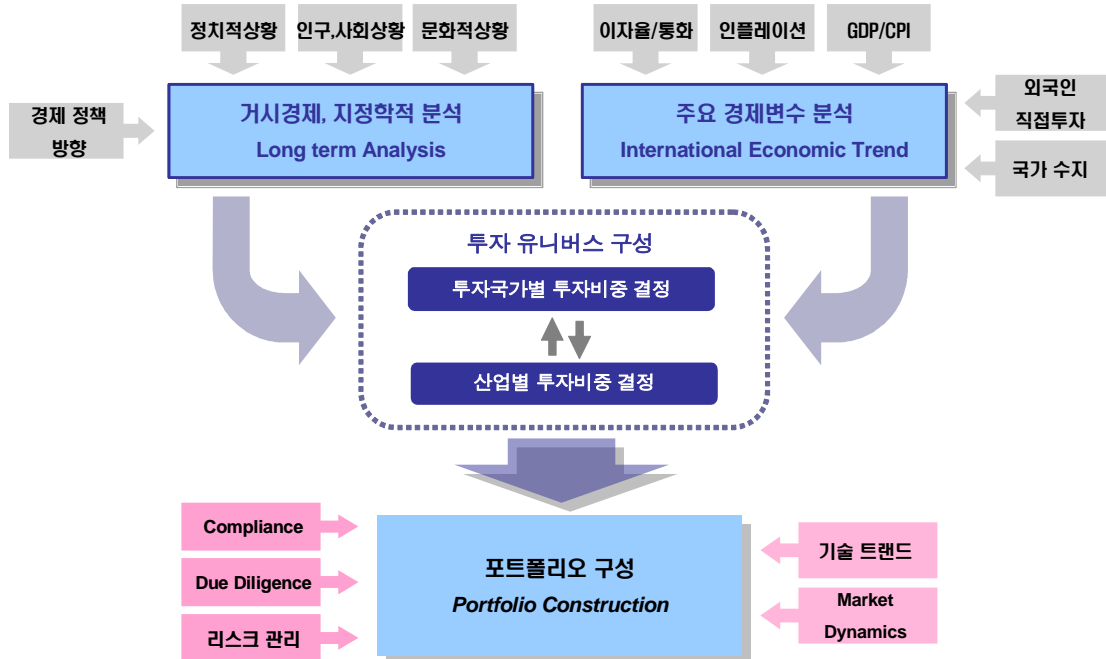 정치적상황
인구,사회상황
문화적상황
이자율/통화
인플레이션
GDP/CPI
경제 정책
방향
거시경제, 지정학적 분석
Long term Analysis
주요 경제변수 분석
International Economic Trend
외국인
직접투자
국가 수지
투자 유니버스 구성
투자국가별 투자비중 결정
산업별 투자비중 결정
Compliance
Due Diligence
리스크 관리
포트폴리오 구성
Portfolio Construction
기술 트랜드
Market
Dynamics